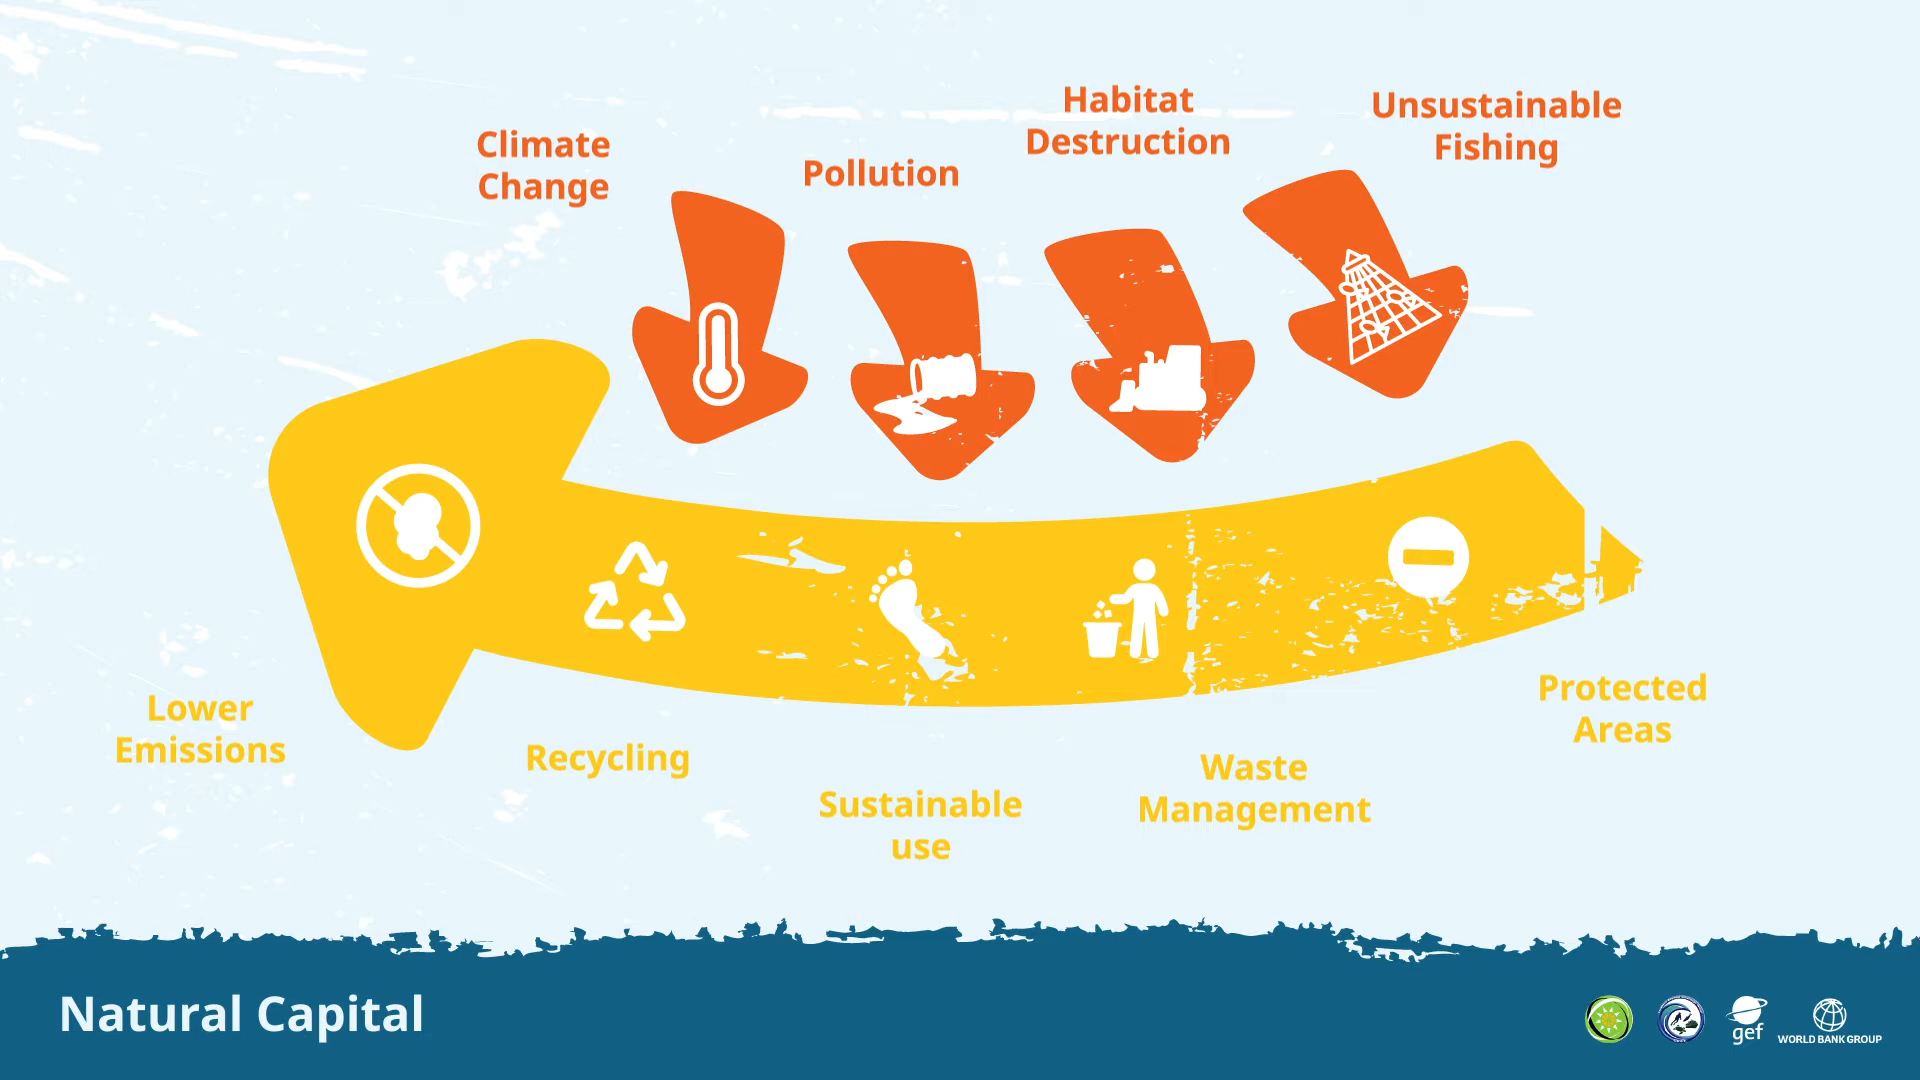 Climate
Change
Pollution
Habitat
Destruction
Unsustainable
Fishing
Lower
Emissions
Recycling
Sustainable
use
Waste
Management
Protected
Areas
Natural Capital
gef
WORLD BANK GROUP